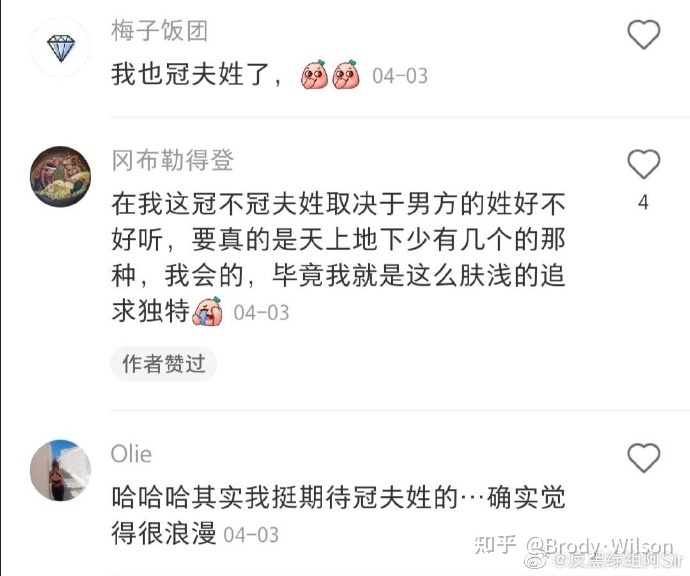 梅子饭团
我也冠夫姓了， 04-03
冈布勒得登
在我这冠不冠夫姓取决于男方的姓好不
好听，要真的是天上地下少有几个的那
种，我会的，毕竟我就是这么肤浅的追
求独特 04-03
4
作者赞过
Olie
哈哈哈其实我挺期待冠夫姓的…确实觉
得很浪漫 04-03
知乎 @Brody·Wilson
@反黑绿组阿Sir